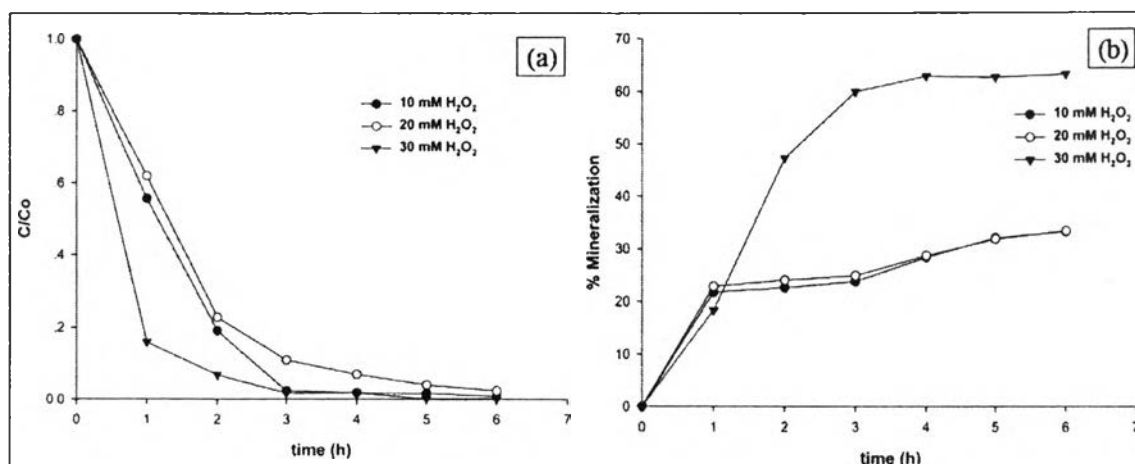 (a)
1.0
.8
.6
.4
.2
0 0
C/Co
0 1 2 3 4 5 6 7
time (h)
10 mM H₂O₂
20 mM H₂O₂
30 mM H₂O₂
(b)
70
60
50
40
30
20
10
0
% Mineralization
0 1 2 3 4 5 6 7
time (h)
10 mM H₂O₂
20 mM H₂O₂
30 mM H₂O₂